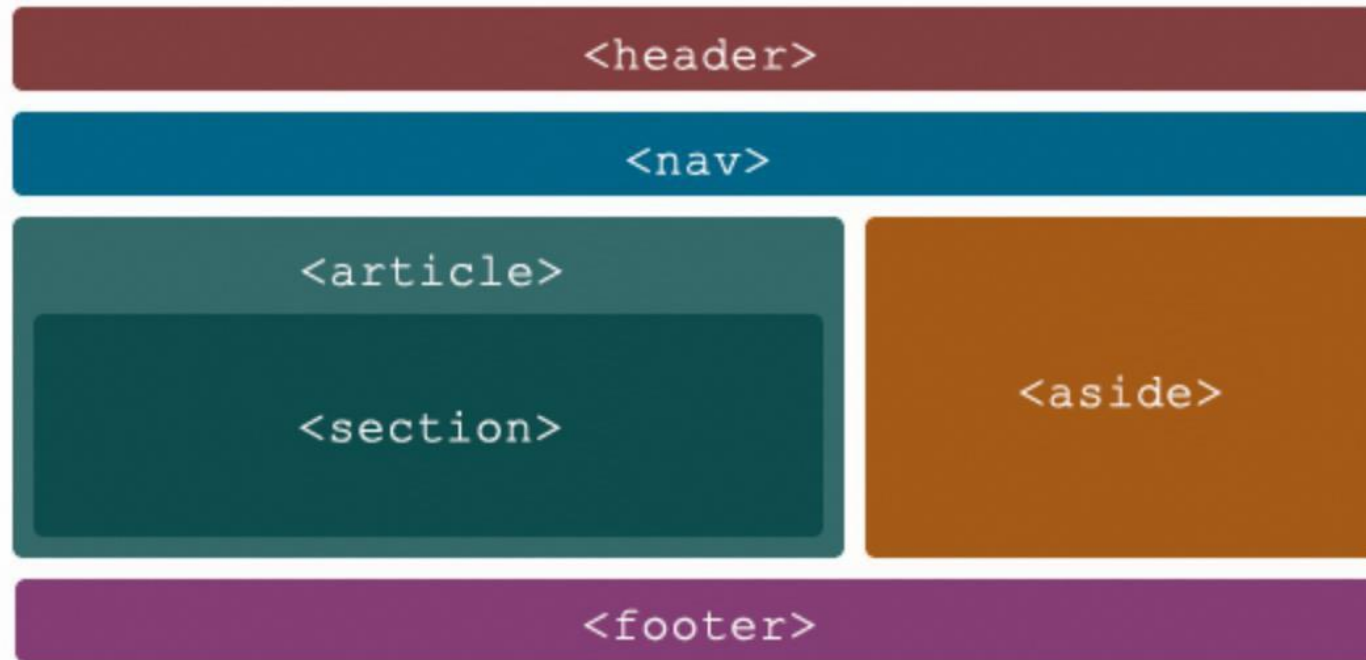 <header>
<nav>
<article>
<section>
<aside>
<footer>